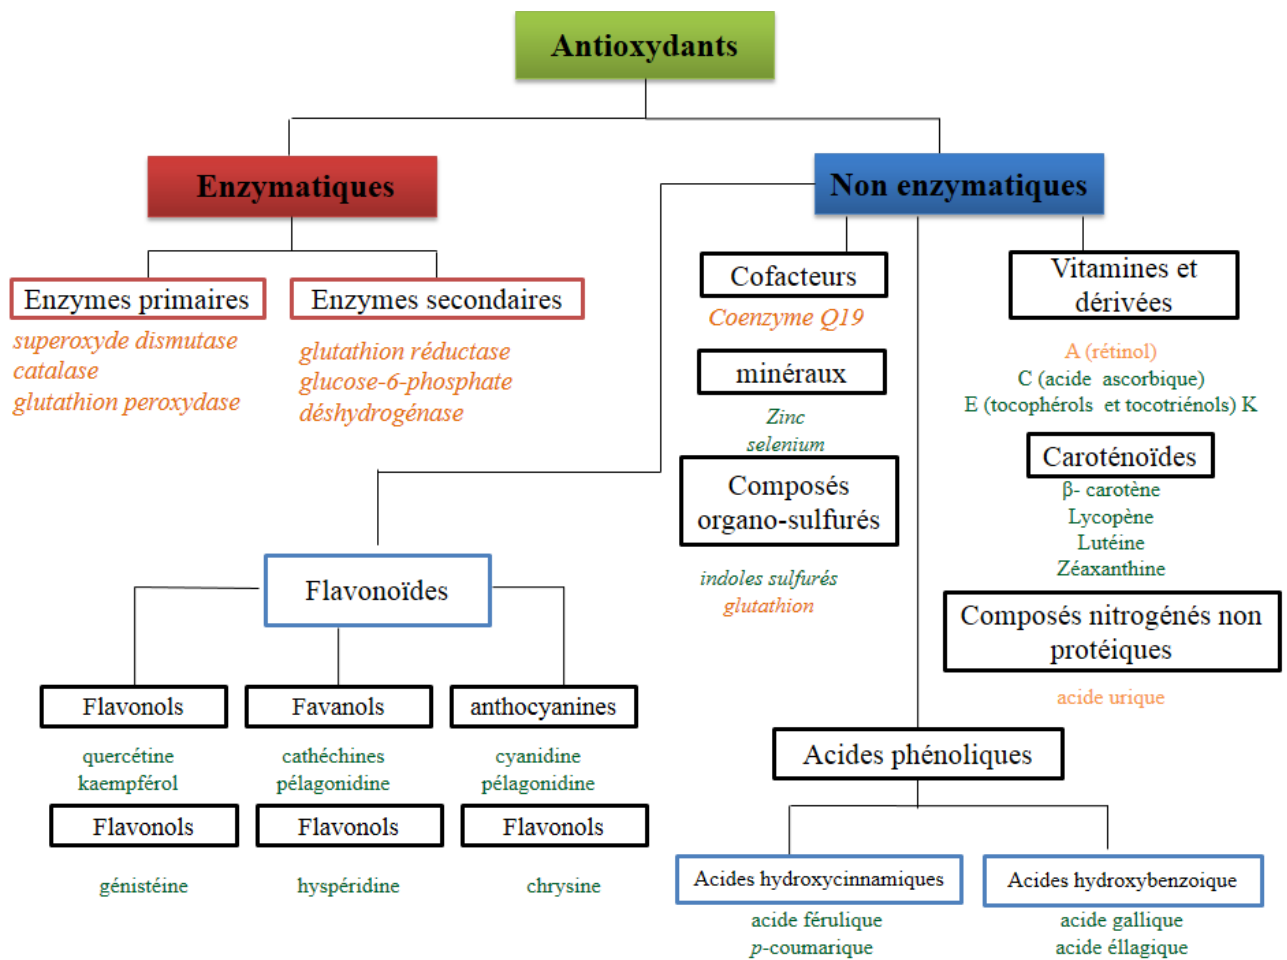 Antioxydants
Enzymatiques
Non enzymatiques
Enzymes primaires
superoxyde dismutase
catalase
glutathion peroxydase
Enzymes secondaires
glutathion réductase
glucose-6-phosphate
déshydrogénase
Cofacteurs
Coenzyme Q19
minéraux
Zinc
selenium
Composés
organo-sulfurés
indoles sulfurés
glutathion
Vitamines et
dérivées
A (rétinol)
C (acide ascorbique)
E (tocophérols et tocotriénols) K
Caroténoïdes
β- carotène
Lycopène
Lutéine
Zéaxanthine
Composés nitrogénés non
protéiques
acide urique
Flavonoïdes
Flavonols
quercétine
kaempférol
Favanols
cathéchines
pélagonidine
anthocyanines
cyanidine
pélagonidine
Flavonols
génistéine
Flavonols
hyspéridine
Flavonols
chrysine
Acides phénoliques
Acides hydroxycinnamiques
acide férulique
p-coumarique
Acides hydroxybenzoique
acide gallique
acide éllagique